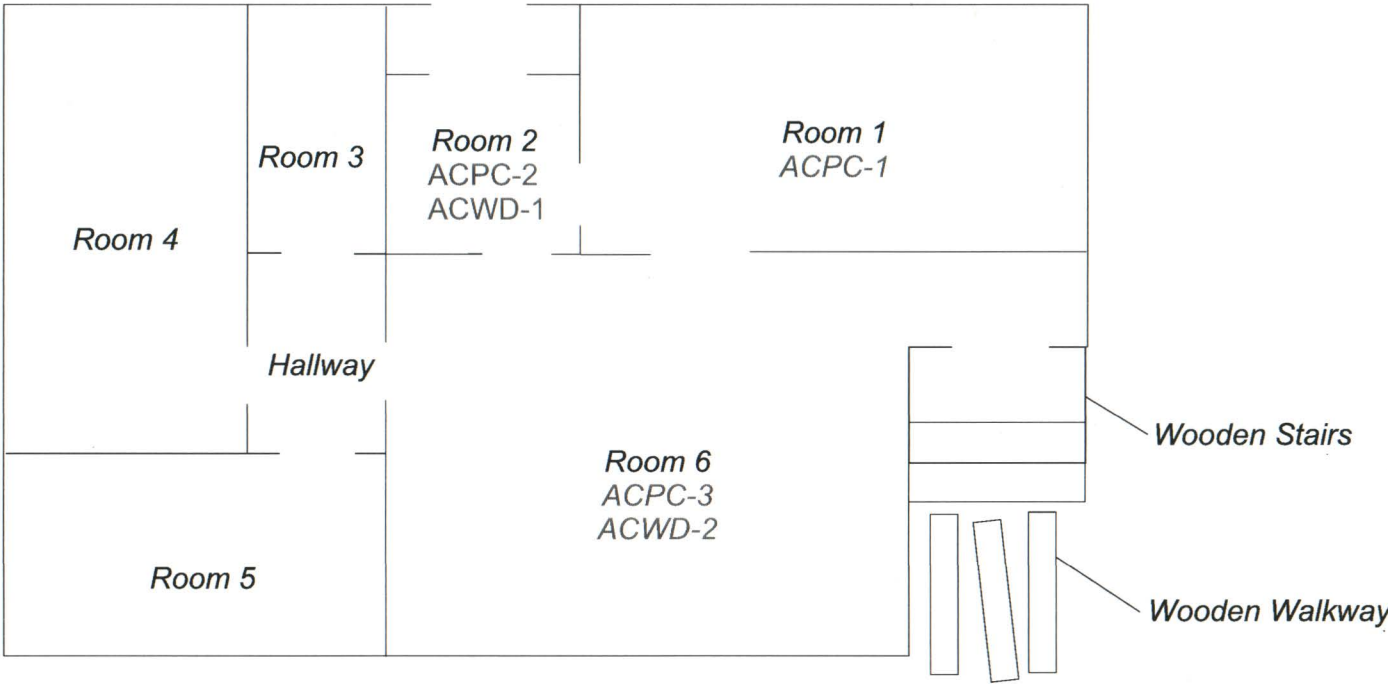 Room 1
ACPC-1
Room 2
ACPC-2
ACWD-1
Room 3
Room 4
Hallway
Wooden Stairs
Room 6
ACPC-3
ACWD-2
Room 5
Wooden Walkway